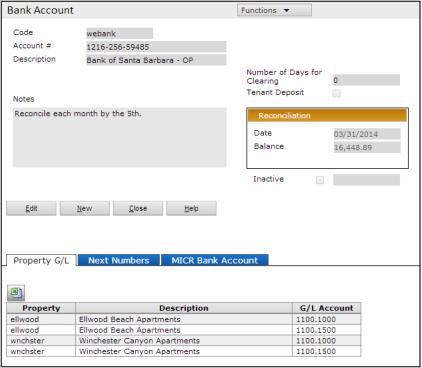 Bank Account
Functions
Code webank
Account # 1216-256-59485
Description Bank of Santa Barbara - OP
Number of Days for
Clearing 0
Tenant Deposit
Notes
Reconcile each month by the 5th.
Reconciliation
Date 03/31/2014
Balance 16,448.89
Inactive
Edit New Close Help
Property G/L Next Numbers MICR Bank Account
Property Description G/L Account
ellwood Ellwood Beach Apartments 1100.1000
ellwood Ellwood Beach Apartments 1100.1500
wnchster Winchester Canyon Apartments 1100.1000
wnchster Winchester Canyon Apartments 1100.1500